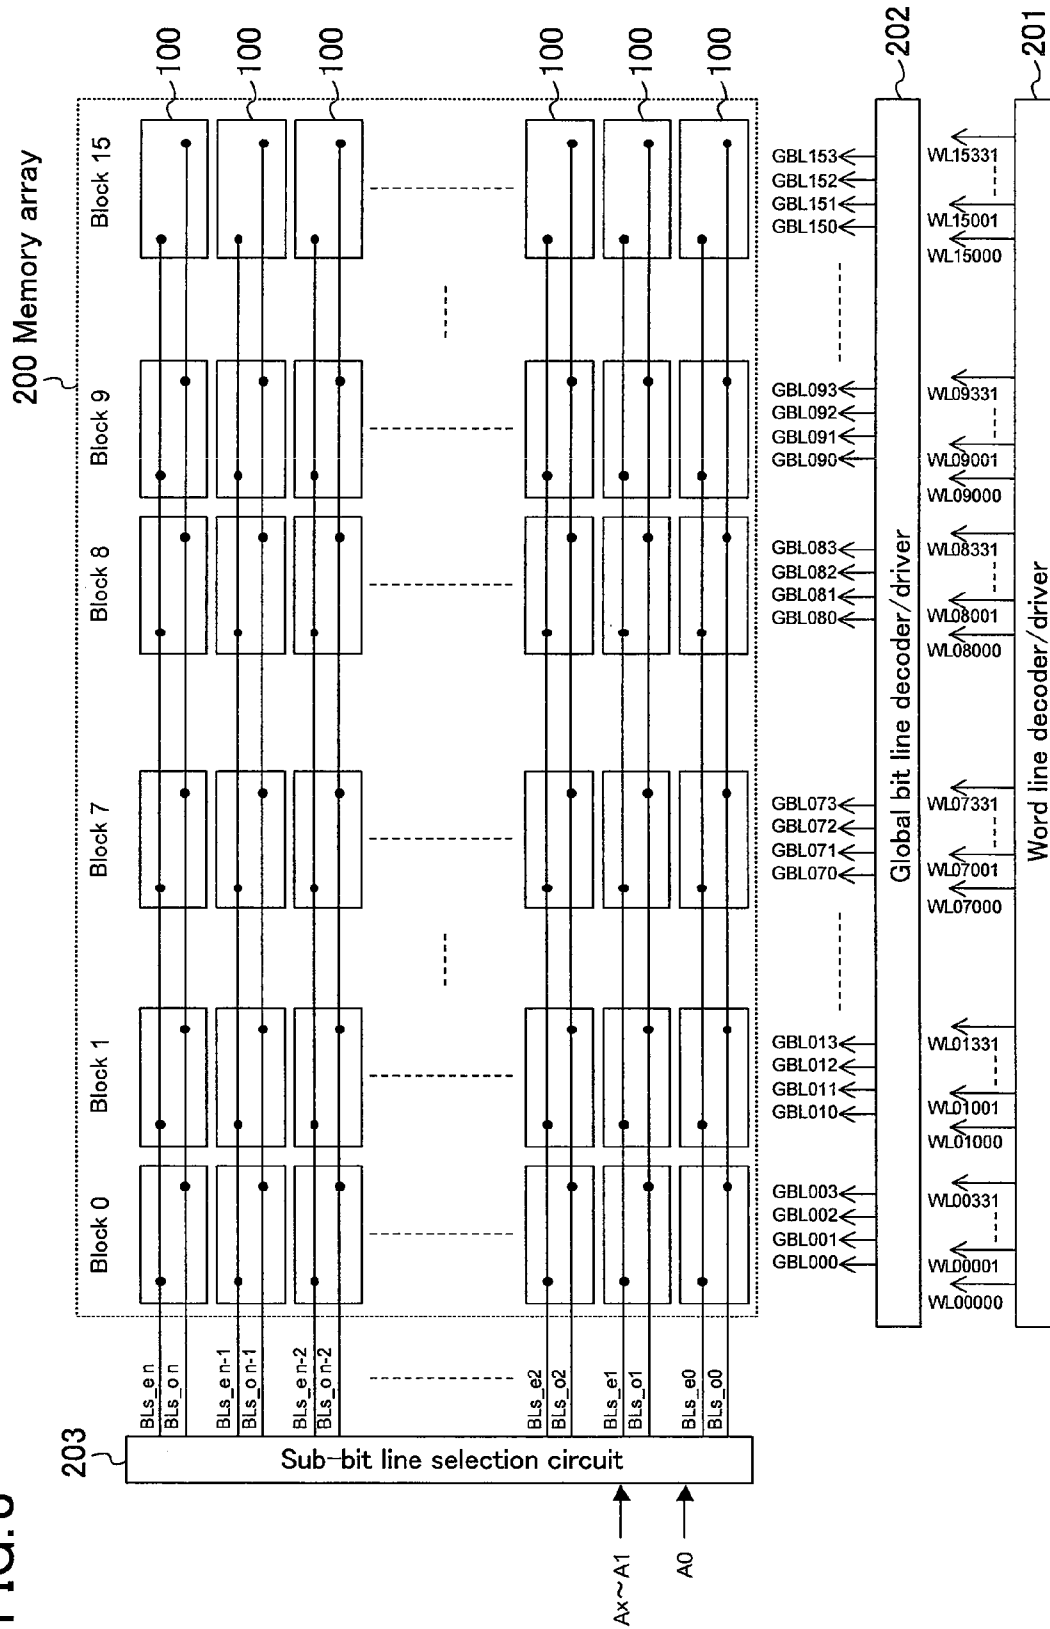 200 Memory array
Block 0
Block 1
Block 7
Block 8
Block 9
Block 15
100
100
100
100
100
100
203
Sub-bit line selection circuit
BLs_e n
BLs_o n
BLs_e n-1
BLs_o n-1
BLs_e n-2
BLs_o n-2
BLs_e2
BLs_o2
BLs_e1
BLs_o1
BLs_e0
BLs_o0
Ax~A1
A0
GBL000
GBL001
GBL002
GBL003
GBL010
GBL011
GBL012
GBL013
GBL070
GBL071
GBL072
GBL073
GBL080
GBL081
GBL082
GBL083
GBL090
GBL091
GBL092
GBL093
GBL150
GBL151
GBL152
GBL153
Global bit line decoder/driver
202
WL00000
WL00001
WL00331
WL01000
WL01001
WL01331
WL07000
WL07001
WL07331
WL08000
WL08001
WL08331
WL09000
WL09001
WL09331
WL15000
WL15001
WL15331
Word line decoder/driver
201